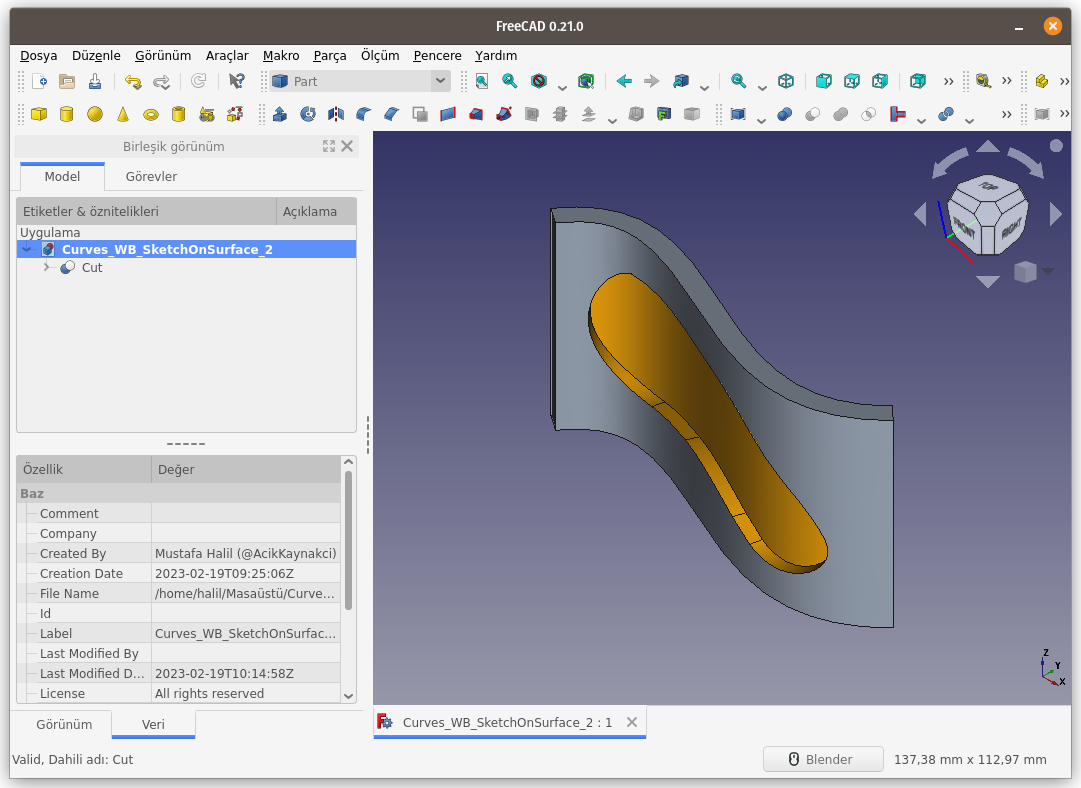 FreeCAD 0.21.0
Dosya Düzenle Görünüm Araçlar Makro Parça Ölçüm Pencere Yardım
Part
Birleşik görünüm
Model Görevler
Etiketler & öznitelikleri Açıklama
Uygulama
Curves_WB_SketchOnSurface_2
Cut
Özellik Değer
Baz
Comment
Company
Created By Mustafa Halil (@AcikKaynakci)
Creation Date 2023-02-19T09:25:06Z
File Name /home/halil/Masaüstü/Curve...
Id
Label Curves_WB_SketchOnSurfac...
Last Modified By
Last Modified D... 2023-02-19T10:14:58Z
License All rights reserved
Görünüm Veri
TOP
FRONT RIGHT
Z
Y
X
Curves_WB_SketchOnSurface_2 : 1
Valid, Dahili adı: Cut
Blender 137,38 mm x 112,97 mm